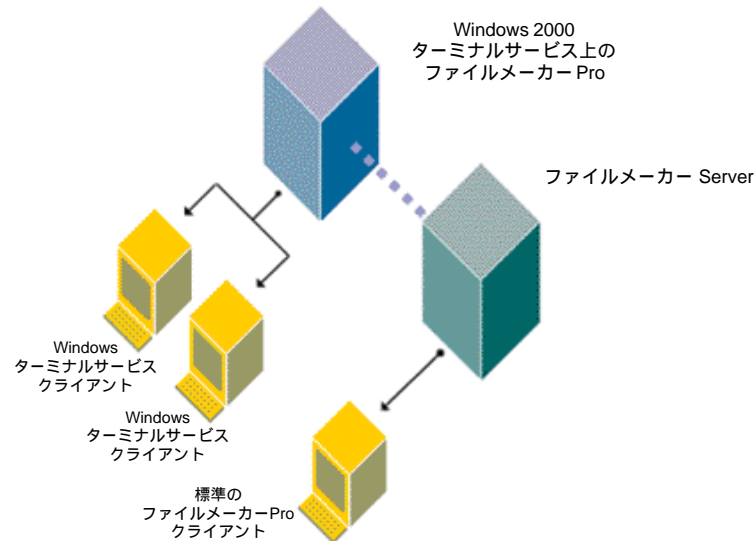 Windows 2000
ターミナルサービス上の
ファイルメーカー Pro
ファイルメーカー Server
Windows
ターミナルサービス
クライアント
Windows
ターミナルサービス
クライアント
標準の
ファイルメーカーPro
クライアント